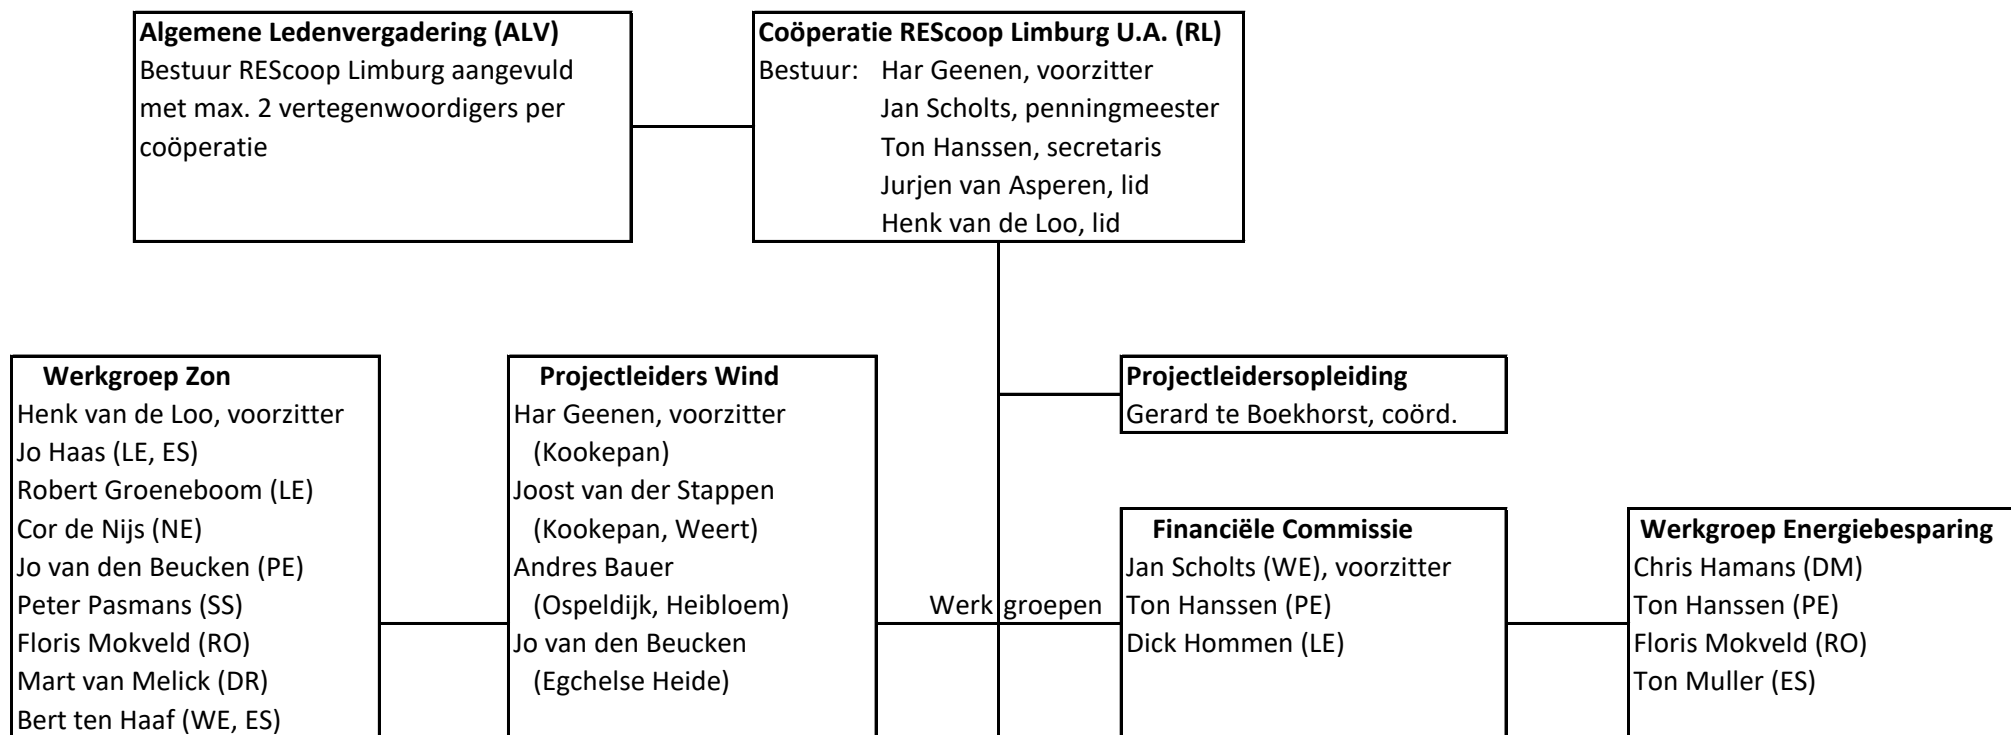 Algemene Ledenvergadering (ALV)
Bestuur REScoop Limburg aangevuld
met max. 2 vertegenwoordigers per
coöperatie
Coöperatie REScoop Limburg U.A. (RL)
Bestuur: Har Geenen, voorzitter
Jan Scholts, penningmeester
Ton Hanssen, secretaris
Jurjen van Asperen, lid
Henk van de Loo, lid
Werkgroep Zon
Henk van de Loo, voorzitter
Jo Haas (LE, ES)
Robert Groeneboom (LE)
Cor de Nijs (NE)
Jo van den Beucken (PE)
Peter Pasmans (SS)
Floris Mokveld (RO)
Mart van Melick (DR)
Bert ten Haaf (WE, ES)
Projectleiders Wind
Har Geenen, voorzitter
(Kookepan)
Joost van der Stappen
(Kookepan, Weert)
Andres Bauer
(Ospeldijk, Heibloem)
Jo van den Beucken
(Egchelse Heide)
Werk groepen
Projectleidersopleiding
Gerard te Boekhorst, coörd.
Financiële Commissie
Jan Scholts (WE), voorzitter
Ton Hanssen (PE)
Dick Hommen (LE)
Werkgroep Energiebesparing
Chris Hamans (DM)
Ton Hanssen (PE)
Floris Mokveld (RO)
Ton Muller (ES)